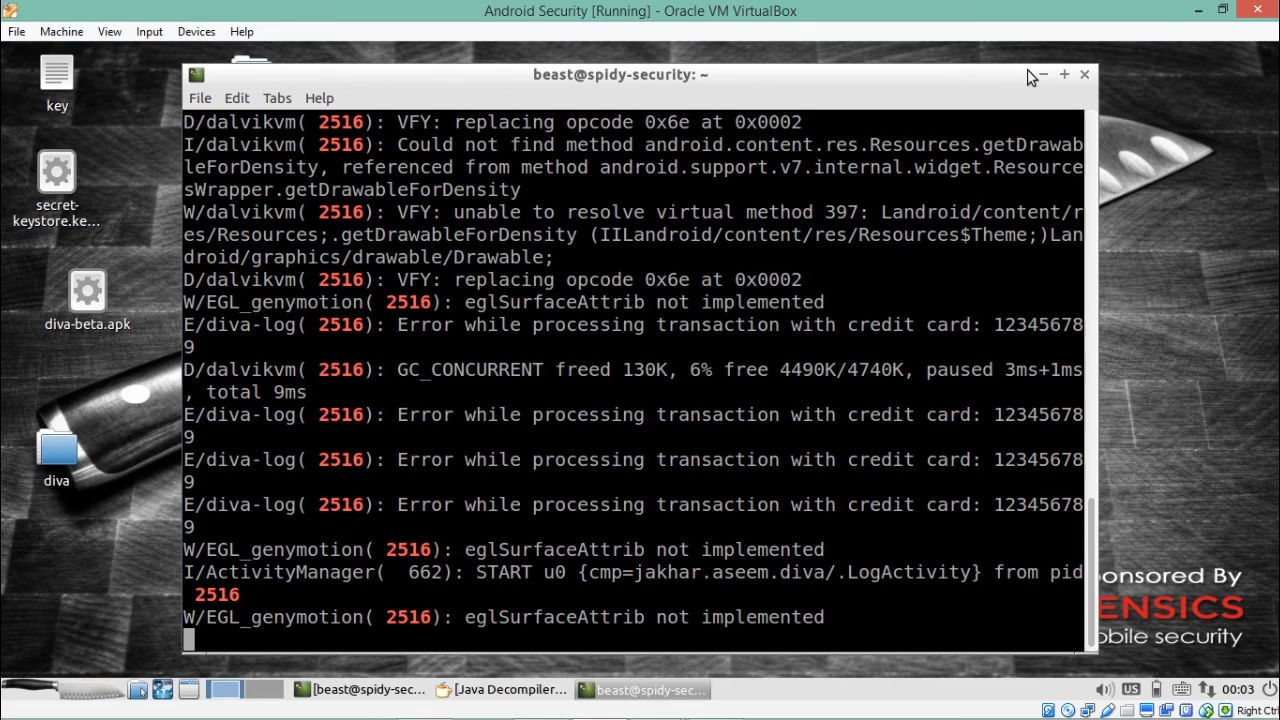 Android Security [Running] - Oracle VM VirtualBox
File Machine View Input Devices Help
key
secret-
keystore.ke...
diva-beta.apk
diva
beast@spidy-security: ~
File Edit Tabs Help
D/dalvikvm( 2516): VFY: replacing opcode 0x6e at 0x0002
I/dalvikvm( 2516): Could not find method android.content.res.Resources.getDrawab
leForDensity, referenced from method android.support.v7.internal.widget.Resource
sWrapper.getDrawableForDensity
W/dalvikvm( 2516): VFY: unable to resolve virtual method 397: Landroid/content/r
es/Resources;.getDrawableForDensity (IILandroid/content/res/Resources$Theme;)Lan
droid/graphics/drawable/Drawable;
D/dalvikvm( 2516): VFY: replacing opcode 0x6e at 0x0002
W/EGL_genymotion( 2516): eglSurfaceAttrib not implemented
E/diva-log( 2516): Error while processing transaction with credit card: 12345678
9
D/dalvikvm( 2516): GC_CONCURRENT freed 130K, 6% free 4490K/4740K, paused 3ms+1ms
, total 9ms
E/diva-log( 2516): Error while processing transaction with credit card: 12345678
9
E/diva-log( 2516): Error while processing transaction with credit card: 12345678
9
E/diva-log( 2516): Error while processing transaction with credit card: 12345678
9
W/EGL_genymotion( 2516): eglSurfaceAttrib not implemented
I/ActivityManager( 662): START u0 {cmp=jakhar.aseem.diva/.LogActivity} from pid
2516
W/EGL_genymotion( 2516): eglSurfaceAttrib not implemented
onsored By
ENSICS
obile security
[beast@spidy-sec... [Java Decompiler... beast@spidy-sec... US 00:03
Right Ctrl